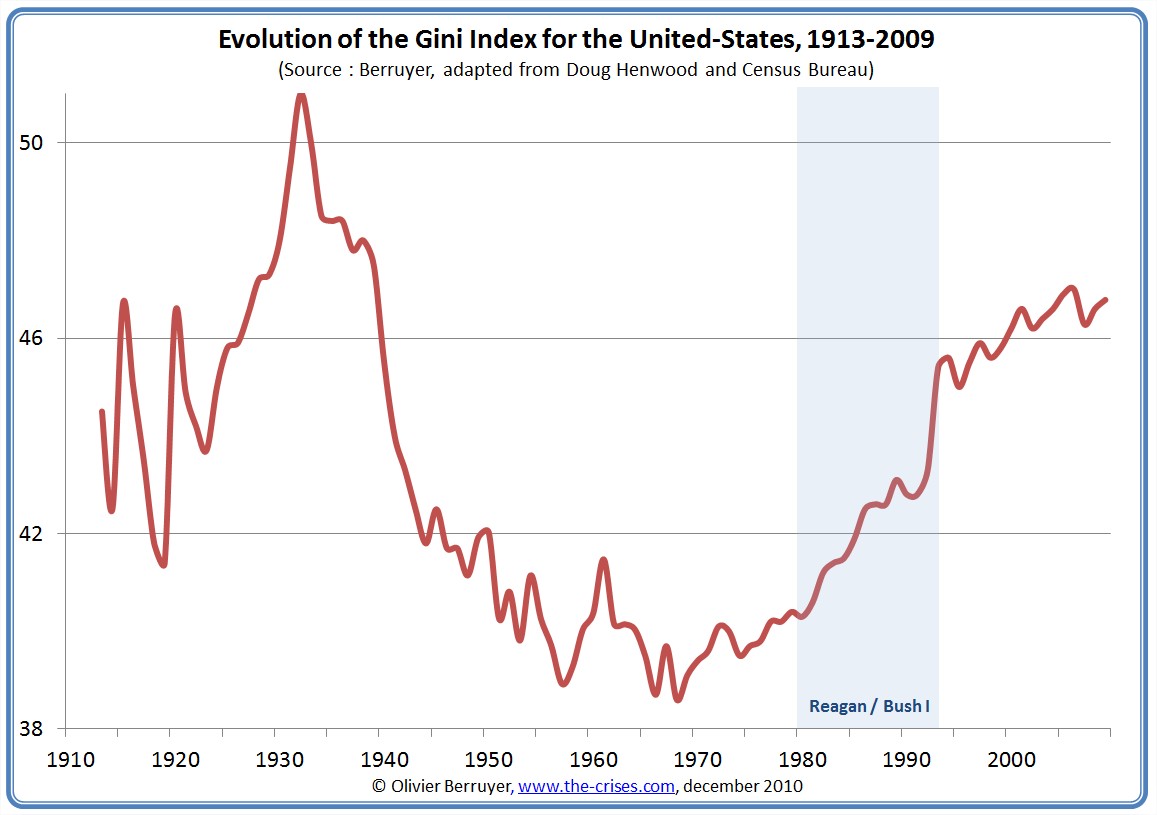 Evolution of the Gini Index for the United-States, 1913-2009
(Source : Berruyer, adapted from Doug Henwood and Census Bureau)
50
46
42
38
Reagan / Bush I
1910 1920 1930 1940 1950 1960 1970 1980 1990 2000
© Olivier Berruyer, www.the-crises.com, december 2010